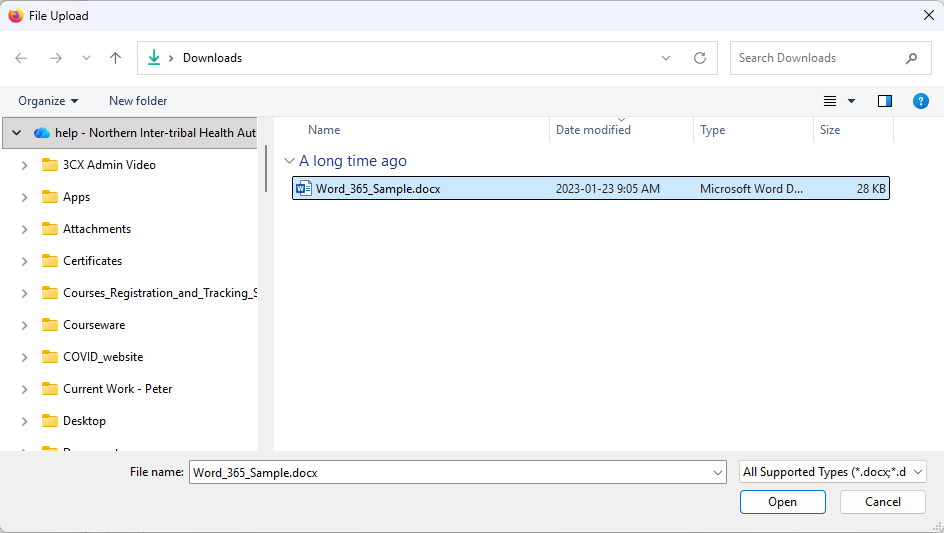 File Upload
Downloads
Search Downloads
Organize
New folder
?
help - Northern Inter-tribal Health Aut
3CX Admin Video
Apps
Attachments
Certificates
Courses_Registration_and_Tracking_S
Courseware
COVID_website
Current Work - Peter
Desktop
Name Date modified Type Size
A long time ago
Word_365_Sample.docx 2023-01-23 9:05 AM Microsoft Word D... 28 KB
File name: Word_365_Sample.docx All Supported Types (*.docx;*.d
Open Cancel